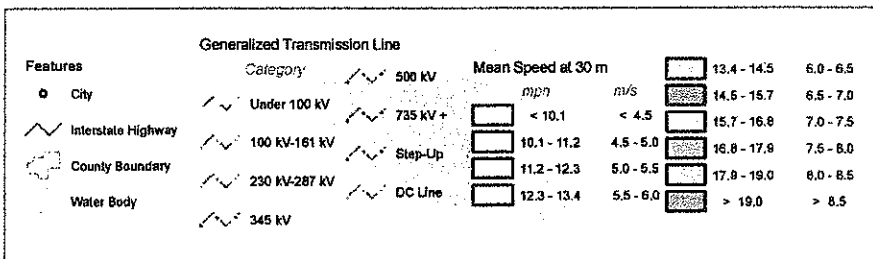 Features
City
Interstate Highway
County Boundary
Water Body
Generalized Transmission Line
Category
Under 100 kV
100 kV-161 kV
230 kV-287 kV
345 kV
500 kV
735 kV +
Step-Up
DC Line
Mean Speed at 30 m
mph m/s
< 10.1 < 4.5
10.1 - 11.2 4.5 - 5.0
11.2 - 12.3 5.0 - 5.5
12.3 - 13.4 5.5 - 6.0
13.4 - 14.5 6.0 - 6.5
14.5 - 15.7 6.5 - 7.0
15.7 - 16.8 7.0 - 7.5
16.8 - 17.9 7.5 - 8.0
17.9 - 19.0 8.0 - 8.5
> 19.0 > 8.5